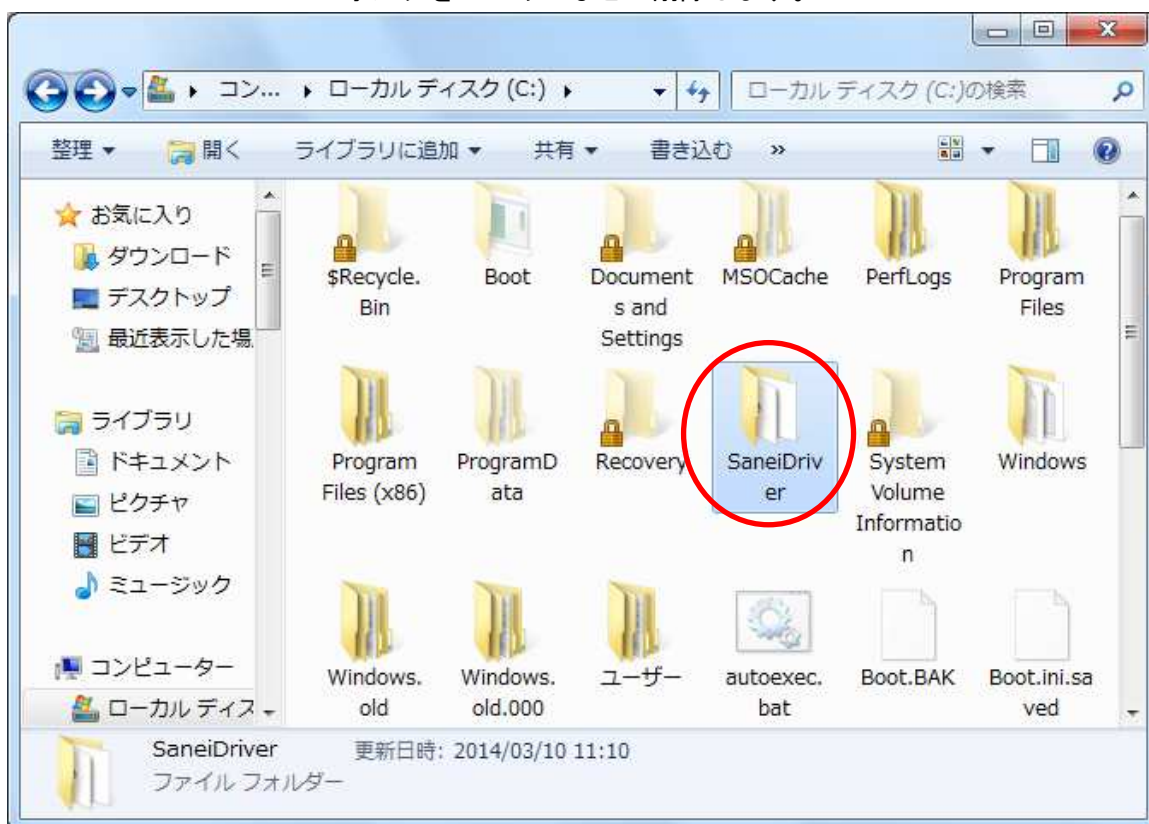 コン... ローカル ディスク (C:) ローカル ディスク (C:)の検索
整理 開く ライブラリに追加 共有 書き込む »
お気に入り
ダウンロード
デスクトップ
最近表示した場
ライブラリ
ドキュメント
ピクチャ
ビデオ
ミュージック
コンピューター
ローカル ディス
$Recycle.
Bin
Boot
Document
s and
Settings
MSOCache
PerfLogs
Program
Files
Program
Files (x86)
ProgramD
ata
Recovery
SaneiDriv
er
System
Volume
Informatio
n
Windows
Windows.
old
Windows.
old.000
ユーザー
autoexec.
bat
Boot.BAK
Boot.ini.sa
ved
SaneiDriver 更新日時: 2014/03/10 11:10
ファイル フォルダー